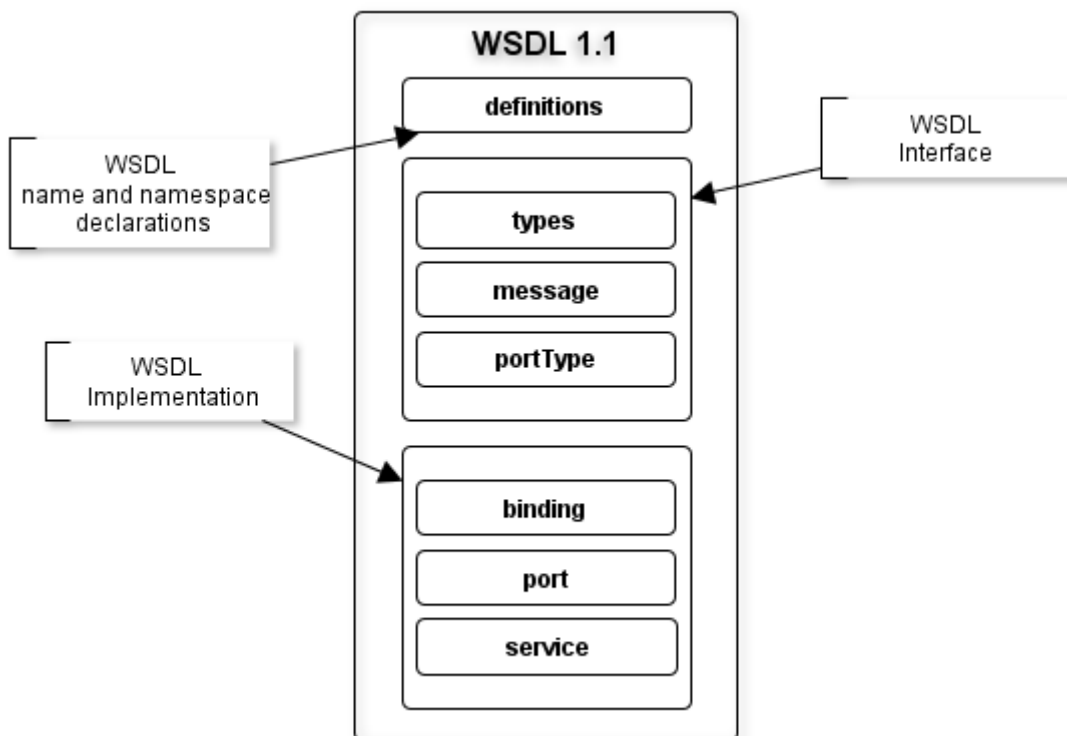 WSDL 1.1
definitions
WSDL
name and namespace
declarations
WSDL
Interface
types
message
portType
WSDL
Implementation
binding
port
service